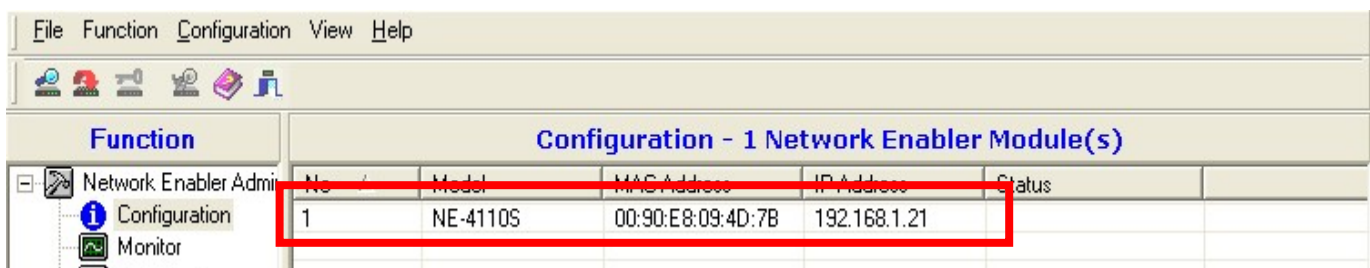 File Function Configuration View Help
Function
Configuration - 1 Network Enabler Module(s)
Network Enabler Admi
No Model MAC Address IP Address Status
Configuration
1 NE-4110S 00:90:E8:09:4D:7B 192.168.1.21
Monitor